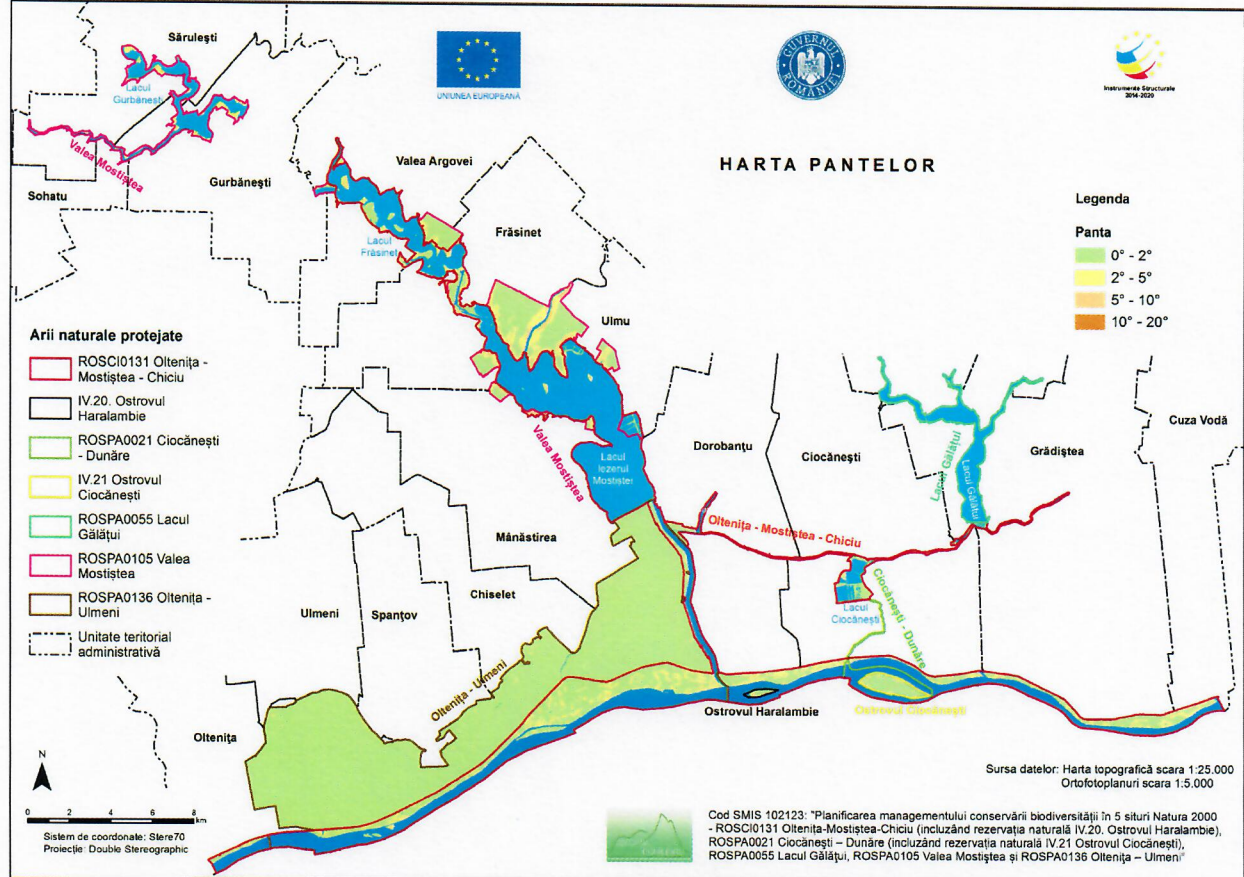 Sărulești
Lacul
Gurbănești
Valea Mostiștea
Sohatu
Gurbănești
UNIUNEA EUROPEANĂ
GUVERNUL
ROMÂNIEI
Instrumente Structurale
2014-2020
HARTA PANTELOR
Valea Argovei
Lacul
Frăsinet
Frăsinet
Ulmu
Legenda
Panta
0° - 2°
2° - 5°
5° - 10°
10° - 20°
Arii naturale protejate
ROSCI0131 Oltenița -
Mostiștea - Chiciu
IV.20. Ostrovul
Haralambie
ROSPA0021 Ciocănești
- Dunăre
IV.21 Ostrovul
Ciocănești
ROSPA0055 Lacul
Gălățui
ROSPA0105 Valea
Mostiștea
ROSPA0136 Oltenița -
Ulmeni
Unitate teritorial
administrativă
Valea Mostiștea
Lacul
Iezerul
Mostiștei
Dorobanțu
Ciocănești
Lacul Gălățui
Lacul Gălățui
Grădiștea
Cuza Vodă
Oltenița - Mostiștea - Chiciu
Mânăstirea
Chiselet
Ulmeni
Spanțov
Lacul
Ciocănești
Ciocănești - Dunăre
Oltenița - Ulmeni
Oltenița
Ostrovul Haralambie
Ostrovul Ciocănești
N
0 2 4 6 8
km
Sistem de coordonate: Stere70
Proiecție: Double Stereographic
Sursa datelor: Harta topografică scara 1:25.000
Ortofotoplanuri scara 1:5.000
Cod SMIS 102123: "Planificarea managementului conservării biodiversității în 5 situri Natura 2000
- ROSCI0131 Oltenița-Mostiștea-Chiciu (incluzând rezervația naturală IV.20. Ostrovul Haralambie),
ROSPA0021 Ciocănești – Dunăre (incluzând rezervația naturală IV.21 Ostrovul Ciocănești),
ROSPA0055 Lacul Gălățui, ROSPA0105 Valea Mostiștea și ROSPA0136 Oltenița – Ulmeni"